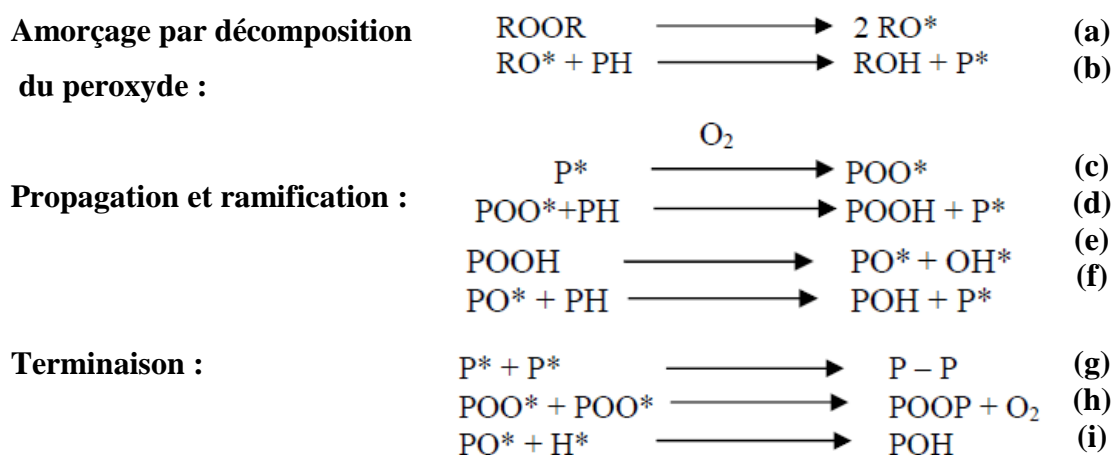 Amorçage par décomposition du peroxyde :
ROOR → 2 RO* (a)
RO* + PH → ROH + P* (b)
Propagation et ramification :
O₂
P* → POO* (c)
POO*+PH → POOH + P* (d)
POOH → PO* + OH* (e)
PO* + PH → POH + P* (f)
Terminaison :
P* + P* → P – P (g)
POO* + POO* → POOP + O₂ (h)
PO* + H* → POH (i)